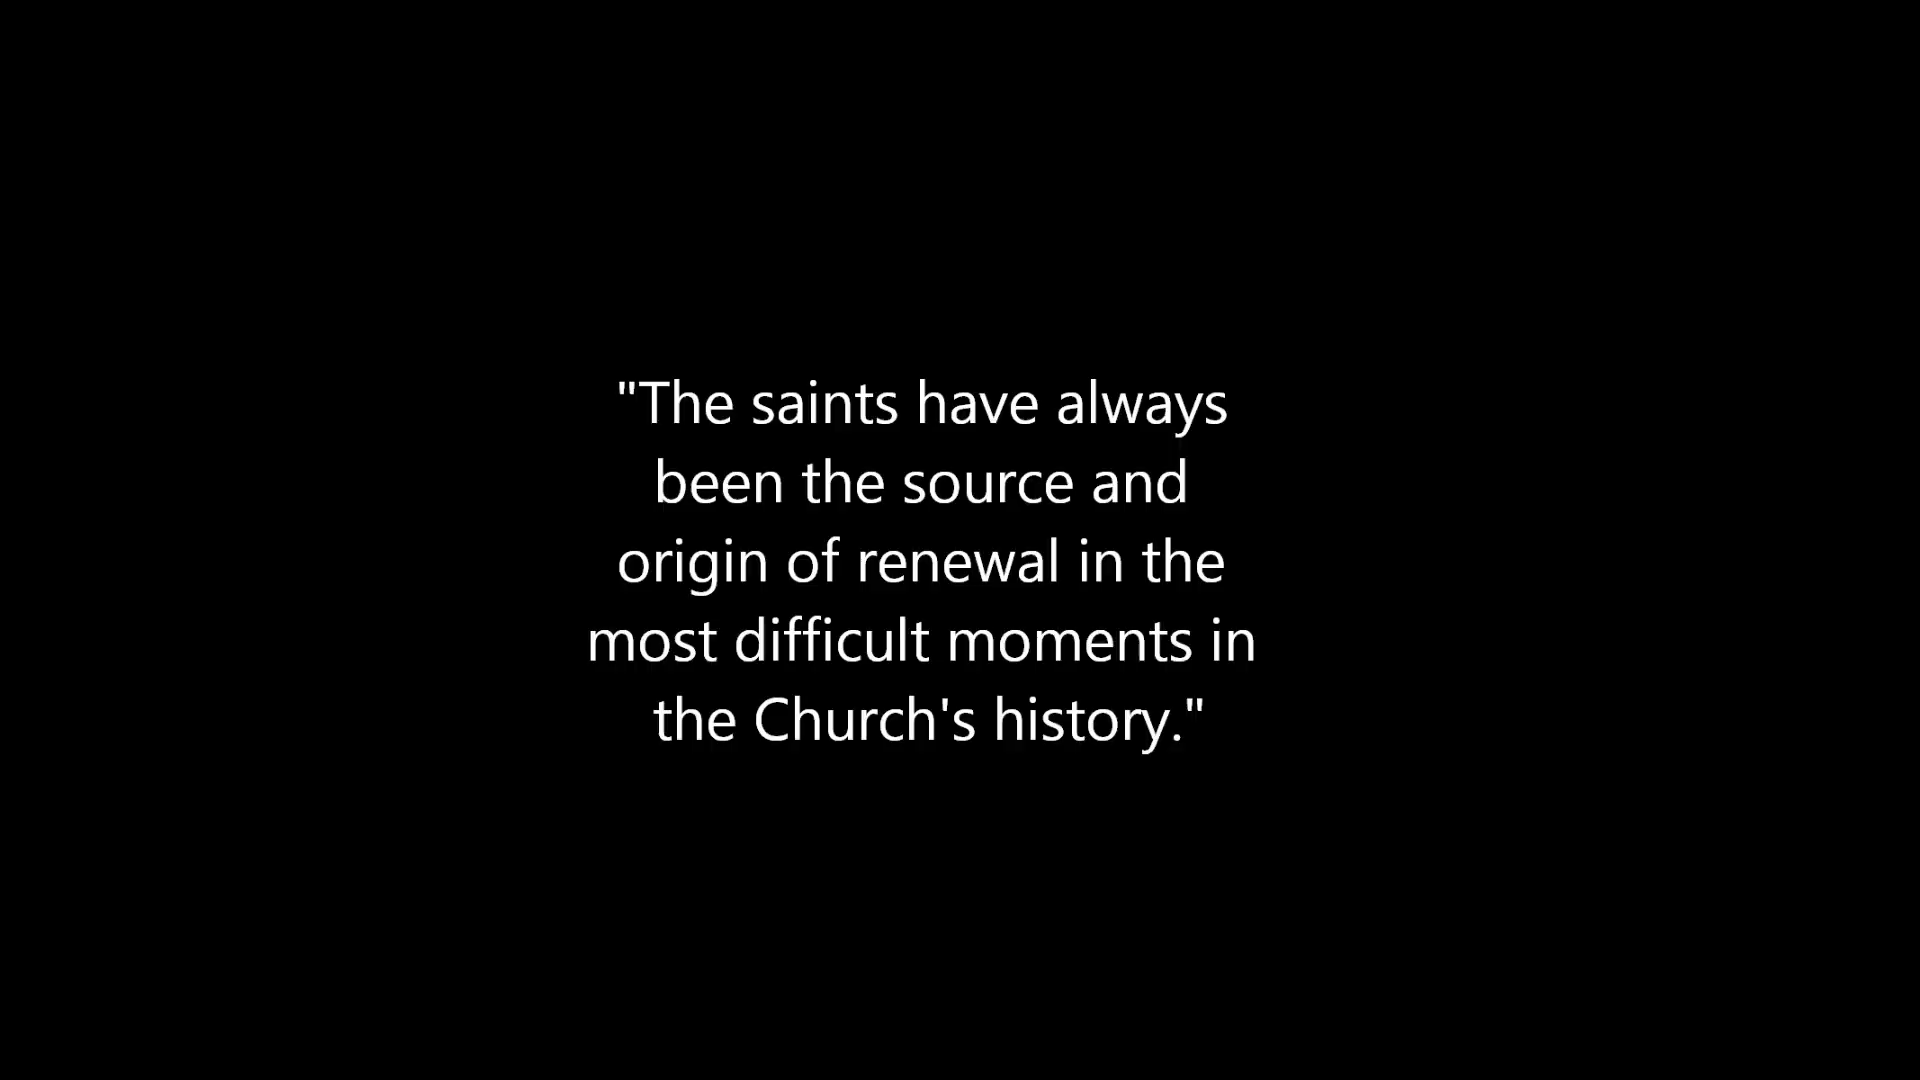 "The saints have always
been the source and
origin of renewal in the
most difficult moments in
the Church's history."